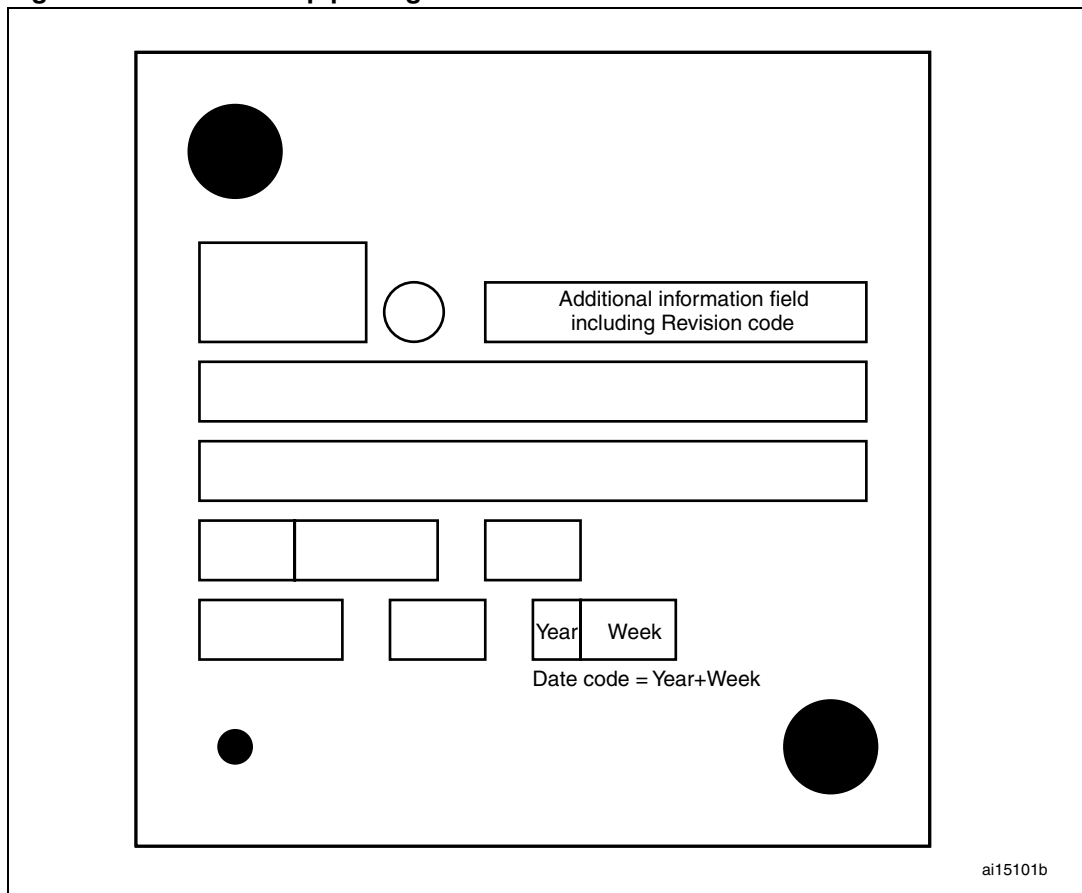 Additional information field
including Revision code
Year Week
Date code = Year+Week
ai15101b